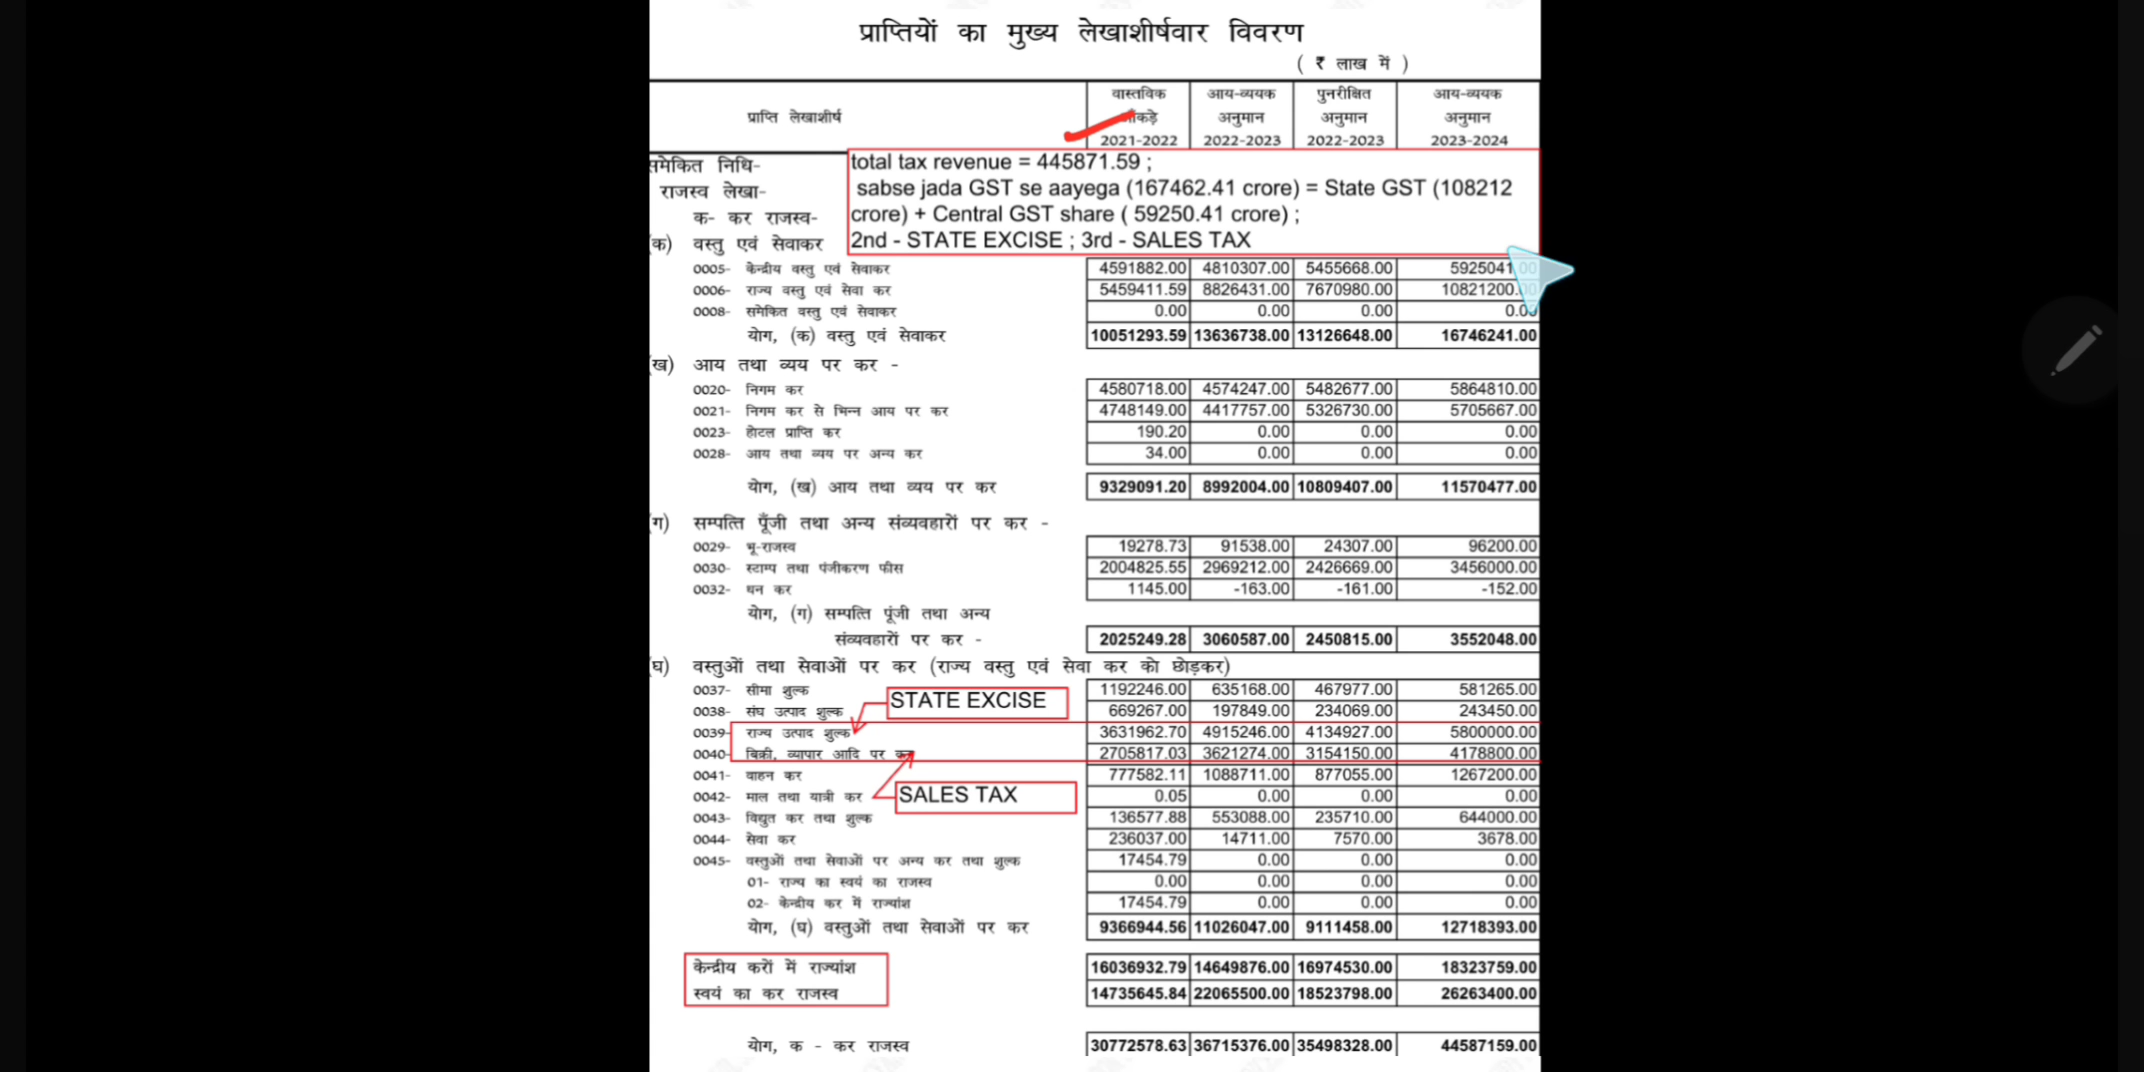 प्राप्तियों का मुख्य लेखाशीर्षवार विवरण
( ₹ लाख में )
प्राप्ति लेखाशीर्ष वास्तविक आय-व्ययक पुनरीक्षित आय-व्ययक
अनुमान अनुमान अनुमान
2021-2022 2022-2023 2022-2023 2023-2024
समेकित निधि-
राजस्व लेखा-
क- कर राजस्व-
total tax revenue = 445871.59 ;
sabse jada GST se aayega (167462.41 crore) = State GST (108212
crore) + Central GST share ( 59250.41 crore) ;
2nd - STATE EXCISE ; 3rd - SALES TAX
(क) वस्तु एवं सेवाकर
0005- केन्द्रीय वस्तु एवं सेवाकर 4591882.00 4810307.00 5455668.00 5925041.00
0006- राज्य वस्तु एवं सेवा कर 5459411.59 8826431.00 7670980.00 10821200.00
0008- समेकित वस्तु एवं सेवाकर 0.00 0.00 0.00 0.00
योग, (क) वस्तु एवं सेवाकर 10051293.59 13636738.00 13126648.00 16746241.00
(ख) आय तथा व्यय पर कर -
0020- निगम कर 4580718.00 4574247.00 5482677.00 5864810.00
0021- निगम कर से भिन्न आय पर कर 4748149.00 4417757.00 5326730.00 5705667.00
0023- होटल प्राप्ति कर 190.20 0.00 0.00 0.00
0028- आय तथा व्यय पर अन्य कर 34.00 0.00 0.00 0.00
योग, (ख) आय तथा व्यय पर कर 9329091.20 8992004.00 10809407.00 11570477.00
(ग) सम्पत्ति पूँजी तथा अन्य संव्यवहारों पर कर -
0029- भू-राजस्व 19278.73 91538.00 24307.00 96200.00
0030- स्टाम्प तथा पंजीकरण फीस 2004825.55 2969212.00 2426669.00 3456000.00
0032- धन कर 1145.00 -163.00 -161.00 -152.00
योग, (ग) सम्पत्ति पूंजी तथा अन्य
संव्यवहारों पर कर - 2025249.28 3060587.00 2450815.00 3552048.00
(घ) वस्तुओं तथा सेवाओं पर कर (राज्य वस्तु एवं सेवा कर को छोड़कर)
0037- सीमा शुल्क 1192246.00 635168.00 467977.00 581265.00
STATE EXCISE
0038- संघ उत्पाद शुल्क 669267.00 197849.00 234069.00 243450.00
0039- राज्य उत्पाद शुल्क 3631962.70 4915246.00 4134927.00 5800000.00
0040- बिक्री, व्यापार आदि पर कर 2705817.03 3621274.00 3154150.00 4178800.00
0041- वाहन कर 777582.11 1088711.00 877055.00 1267200.00
SALES TAX
0042- माल तथा यात्री कर 0.05 0.00 0.00 0.00
0043- विद्युत कर तथा शुल्क 136577.88 553088.00 235710.00 644000.00
0044- सेवा कर 236037.00 14711.00 7570.00 3678.00
0045- वस्तुओं तथा सेवाओं पर अन्य कर तथा शुल्क 17454.79 0.00 0.00 0.00
01- राज्य का स्वयं का राजस्व 0.00 0.00 0.00 0.00
02- केन्द्रीय कर में राज्यांश 17454.79 0.00 0.00 0.00
योग, (घ) वस्तुओं तथा सेवाओं पर कर 9366944.56 11026047.00 9111458.00 12718393.00
केन्द्रीय करों में राज्यांश 16036932.79 14649876.00 16974530.00 18323759.00
स्वयं का कर राजस्व 14735645.84 22065500.00 18523798.00 26263400.00
योग, क - कर राजस्व 30772578.63 36715376.00 35498328.00 44587159.00